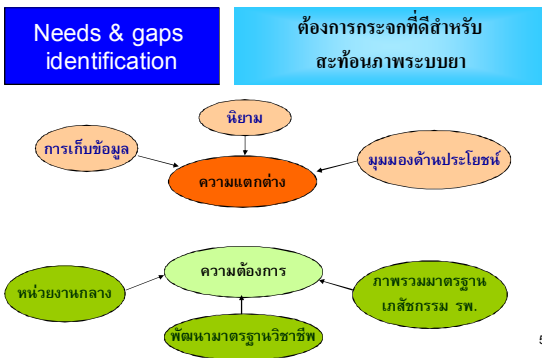 Needs & gaps
identification
ต้องการกระจกที่ดีสำหรับ
สะท้อนภาพระบบยา
นิยาม
การเก็บข้อมูล
มุมมองด้านประโยชน์
ความแตกต่าง
ความต้องการ
หน่วยงานกลาง
ภาพรวมมาตรฐาน
เภสัชกรรม รพ.
พัฒนามาตรฐานวิชาชีพ
5